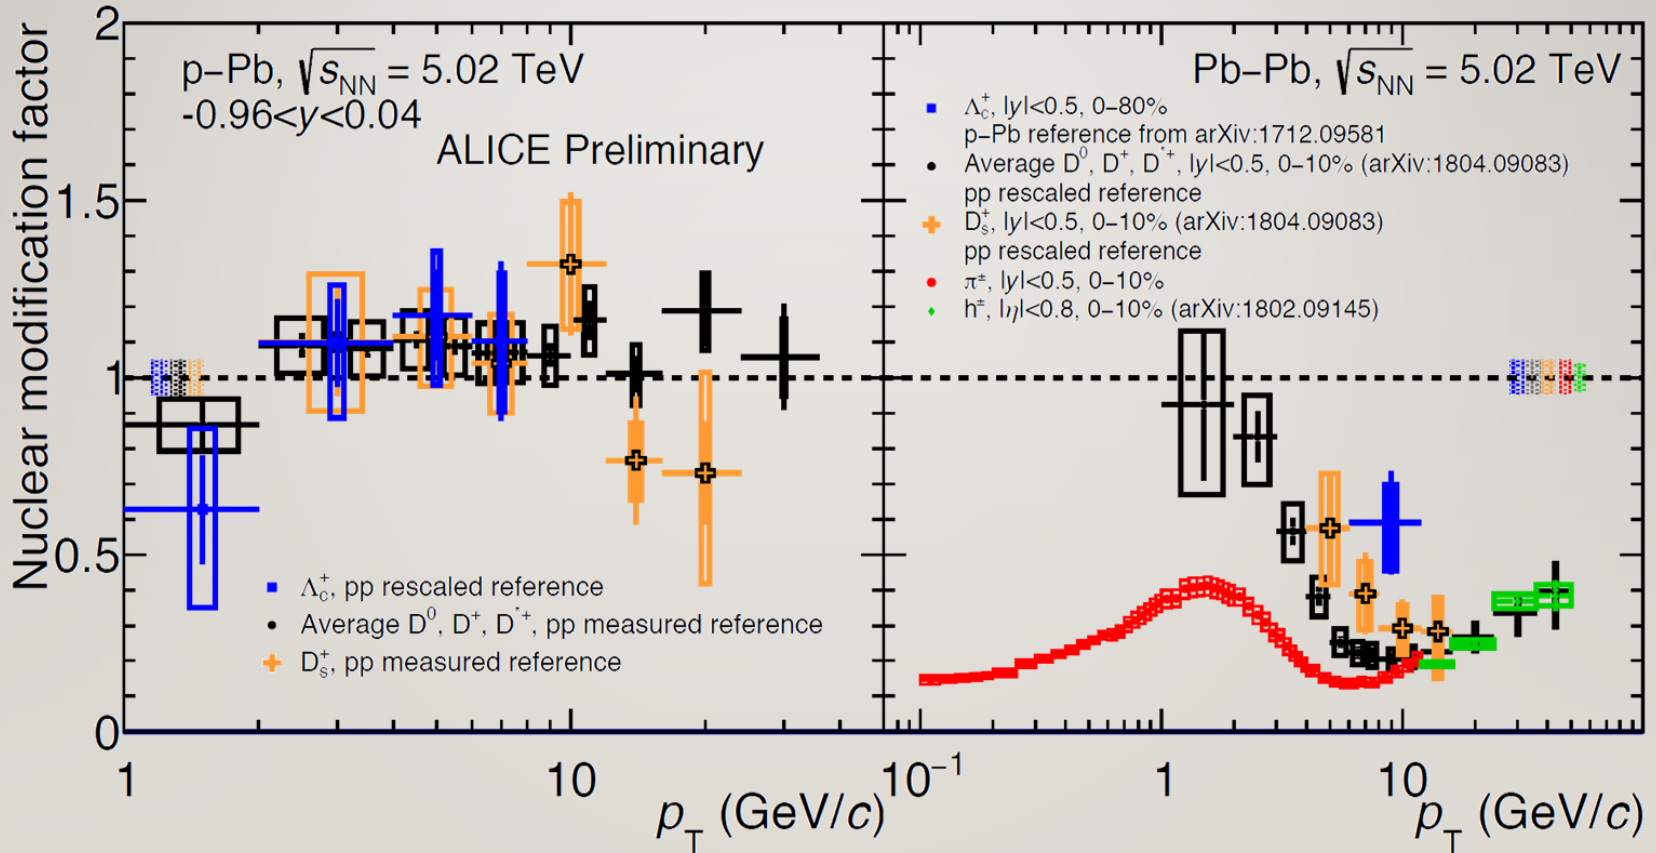 Nuclear modification factor
2
1.5
1
0.5
0
p−Pb, √sNN = 5.02 TeV
-0.96<y<0.04
ALICE Preliminary
Λc+, pp rescaled reference
Average D0, D+, D*+, pp measured reference
Ds+, pp measured reference
1
10
pT (GeV/c)
Pb−Pb, √sNN = 5.02 TeV
Λc+, |y|<0.5, 0−80%
p−Pb reference from arXiv:1712.09581
Average D0, D+, D*+, |y|<0.5, 0−10% (arXiv:1804.09083)
pp rescaled reference
Ds+, |y|<0.5, 0−10% (arXiv:1804.09083)
pp rescaled reference
π±, |y|<0.5, 0−10%
h±, |η|<0.8, 0−10% (arXiv:1802.09145)
10−1
1
10
pT (GeV/c)